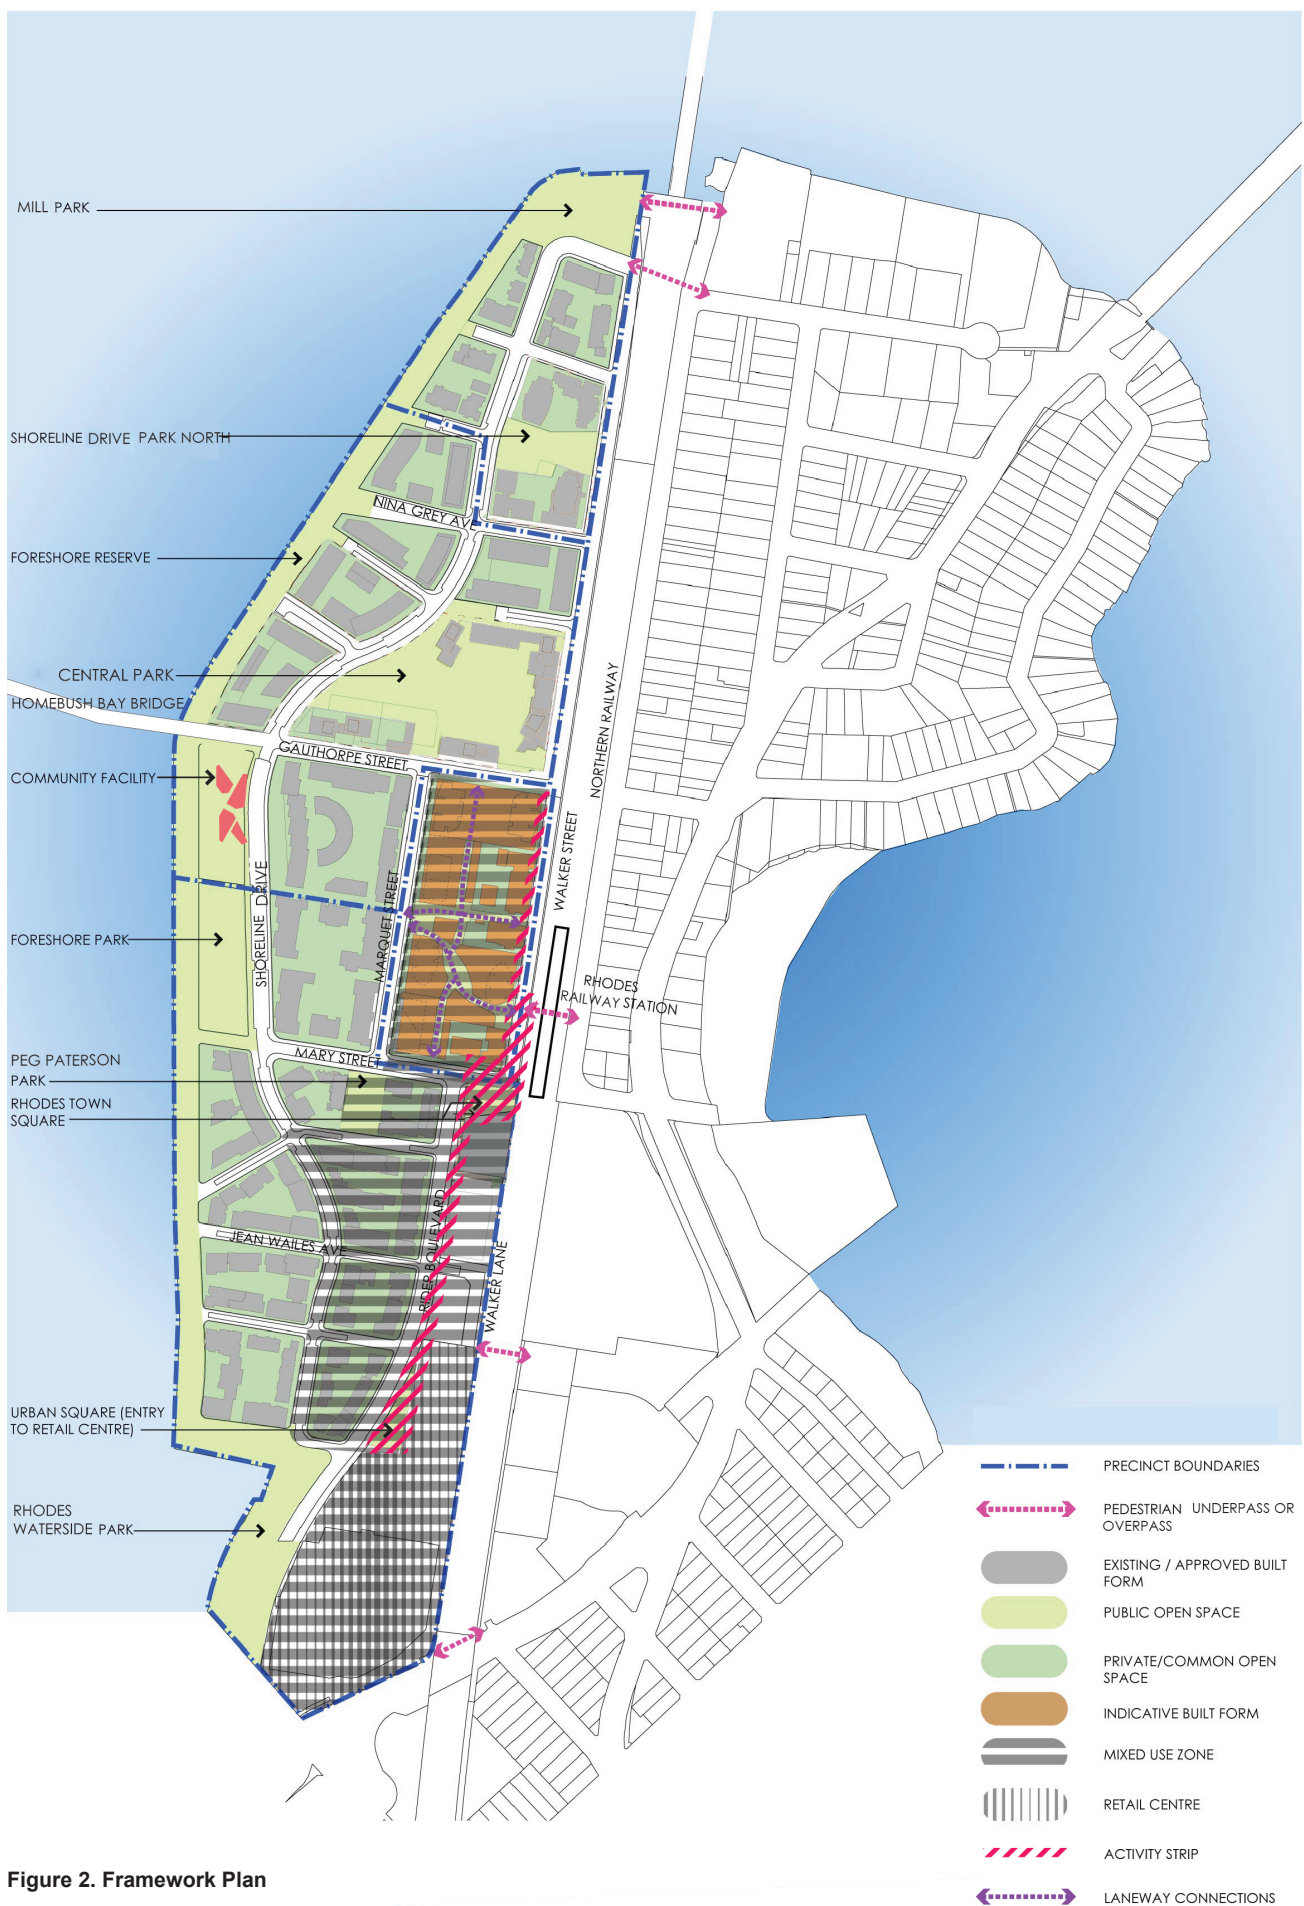 MILL PARK
SHORELINE DRIVE PARK NORTH
NINA GREY AVE
FORESHORE RESERVE
CENTRAL PARK
HOMEBUSH BAY BRIDGE
GAUTHORPE STREET
COMMUNITY FACILITY
NORTHERN RAILWAY
WALKER STREET
SHORELINE DRIVE
MARQUET STREET
FORESHORE PARK
RHODES
RAILWAY STATION
MARY STREET
PEG PATERSON
PARK
RHODES TOWN
SQUARE
JEAN WAILES AVE
RIDER BOULEVARD
WALKER LANE
URBAN SQUARE (ENTRY
TO RETAIL CENTRE)
RHODES
WATERSIDE PARK
PRECINCT BOUNDARIES
PEDESTRIAN UNDERPASS OR
OVERPASS
EXISTING / APPROVED BUILT
FORM
PUBLIC OPEN SPACE
PRIVATE/COMMON OPEN
SPACE
INDICATIVE BUILT FORM
MIXED USE ZONE
RETAIL CENTRE
ACTIVITY STRIP
LANEWAY CONNECTIONS
Figure 2. Framework Plan